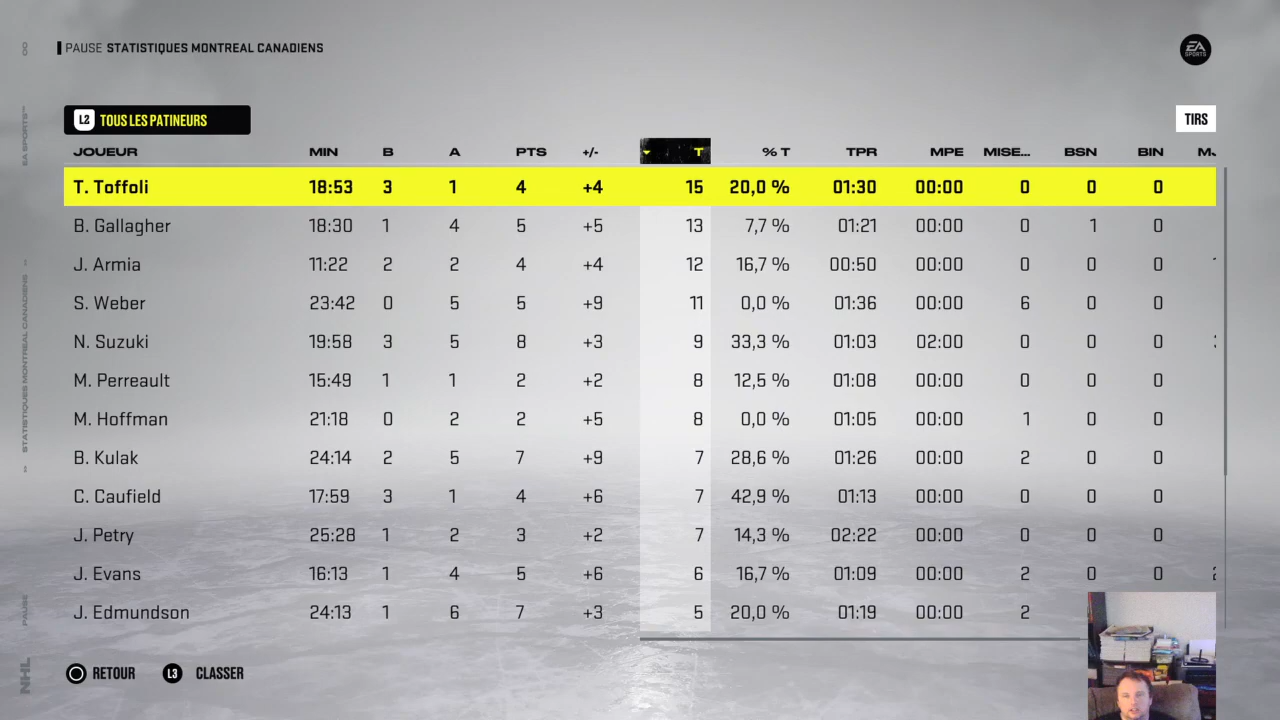 PAUSE STATISTIQUES MONTREAL CANADIENS
EA SPORTS
L2 TOUS LES PATINEURS
TIRS
JOUEUR MIN B A PTS +/- T % T TPR MPE MISE... BSN BIN
T. Toffoli 18:53 3 1 4 +4 15 20,0 % 01:30 00:00 0 0 0
B. Gallagher 18:30 1 4 5 +5 13 7,7 % 01:21 00:00 0 1 0
J. Armia 11:22 2 2 4 +4 12 16,7 % 00:50 00:00 0 0 0
S. Weber 23:42 0 5 5 +9 11 0,0 % 01:36 00:00 6 0 0
N. Suzuki 19:58 3 5 8 +3 9 33,3 % 01:03 02:00 0 0 0
M. Perreault 15:49 1 1 2 +2 8 12,5 % 01:08 00:00 0 0 0
M. Hoffman 21:18 0 2 2 +5 8 0,0 % 01:05 00:00 1 0 0
B. Kulak 24:14 2 5 7 +9 7 28,6 % 01:26 00:00 2 0 0
C. Caufield 17:59 3 1 4 +6 7 42,9 % 01:13 00:00 0 0 0
J. Petry 25:28 1 2 3 +2 7 14,3 % 02:22 00:00 0 0 0
J. Evans 16:13 1 4 5 +6 6 16,7 % 01:09 00:00 2 0 0
J. Edmundson 24:13 1 6 7 +3 5 20,0 % 01:19 00:00 2
RETOUR L3 CLASSER
NHL PAUSE STATISTIQUES MONTREAL CANADIENS EA SPORTS™